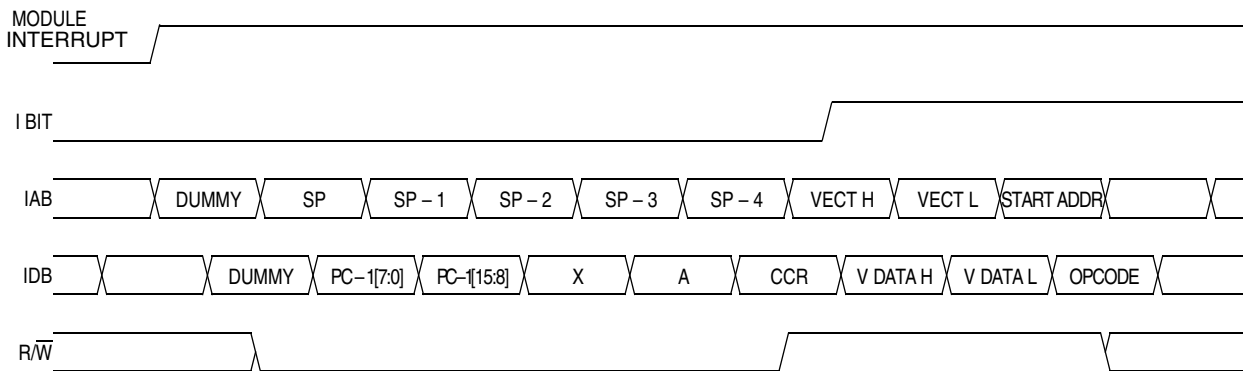 MODULE
INTERRUPT
I BIT
IAB DUMMY SP SP – 1 SP – 2 SP – 3 SP – 4 VECT H VECT L START ADDR
IDB DUMMY PC – 1[7:0] PC–1[15:8] X A CCR V DATA H V DATA L OPCODE
R/W̅